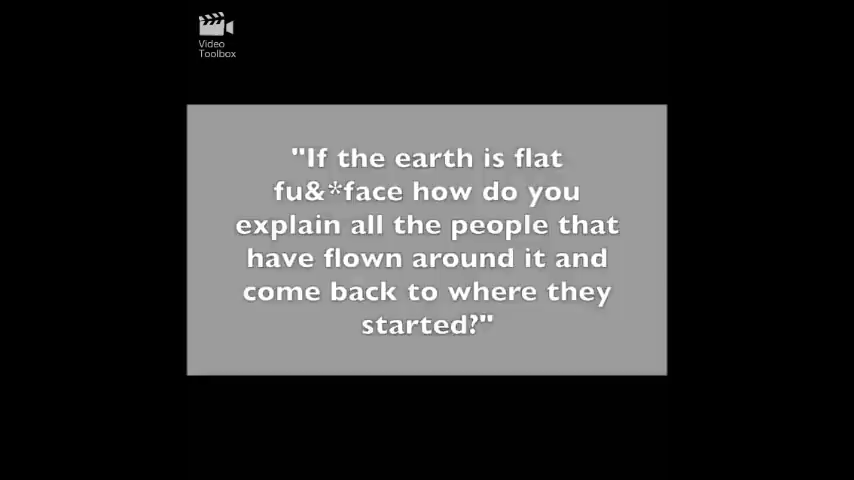 Video
Toolbox
"If the earth is flat
fu&*face how do you
explain all the people that
have flown around it and
come back to where they
started?"